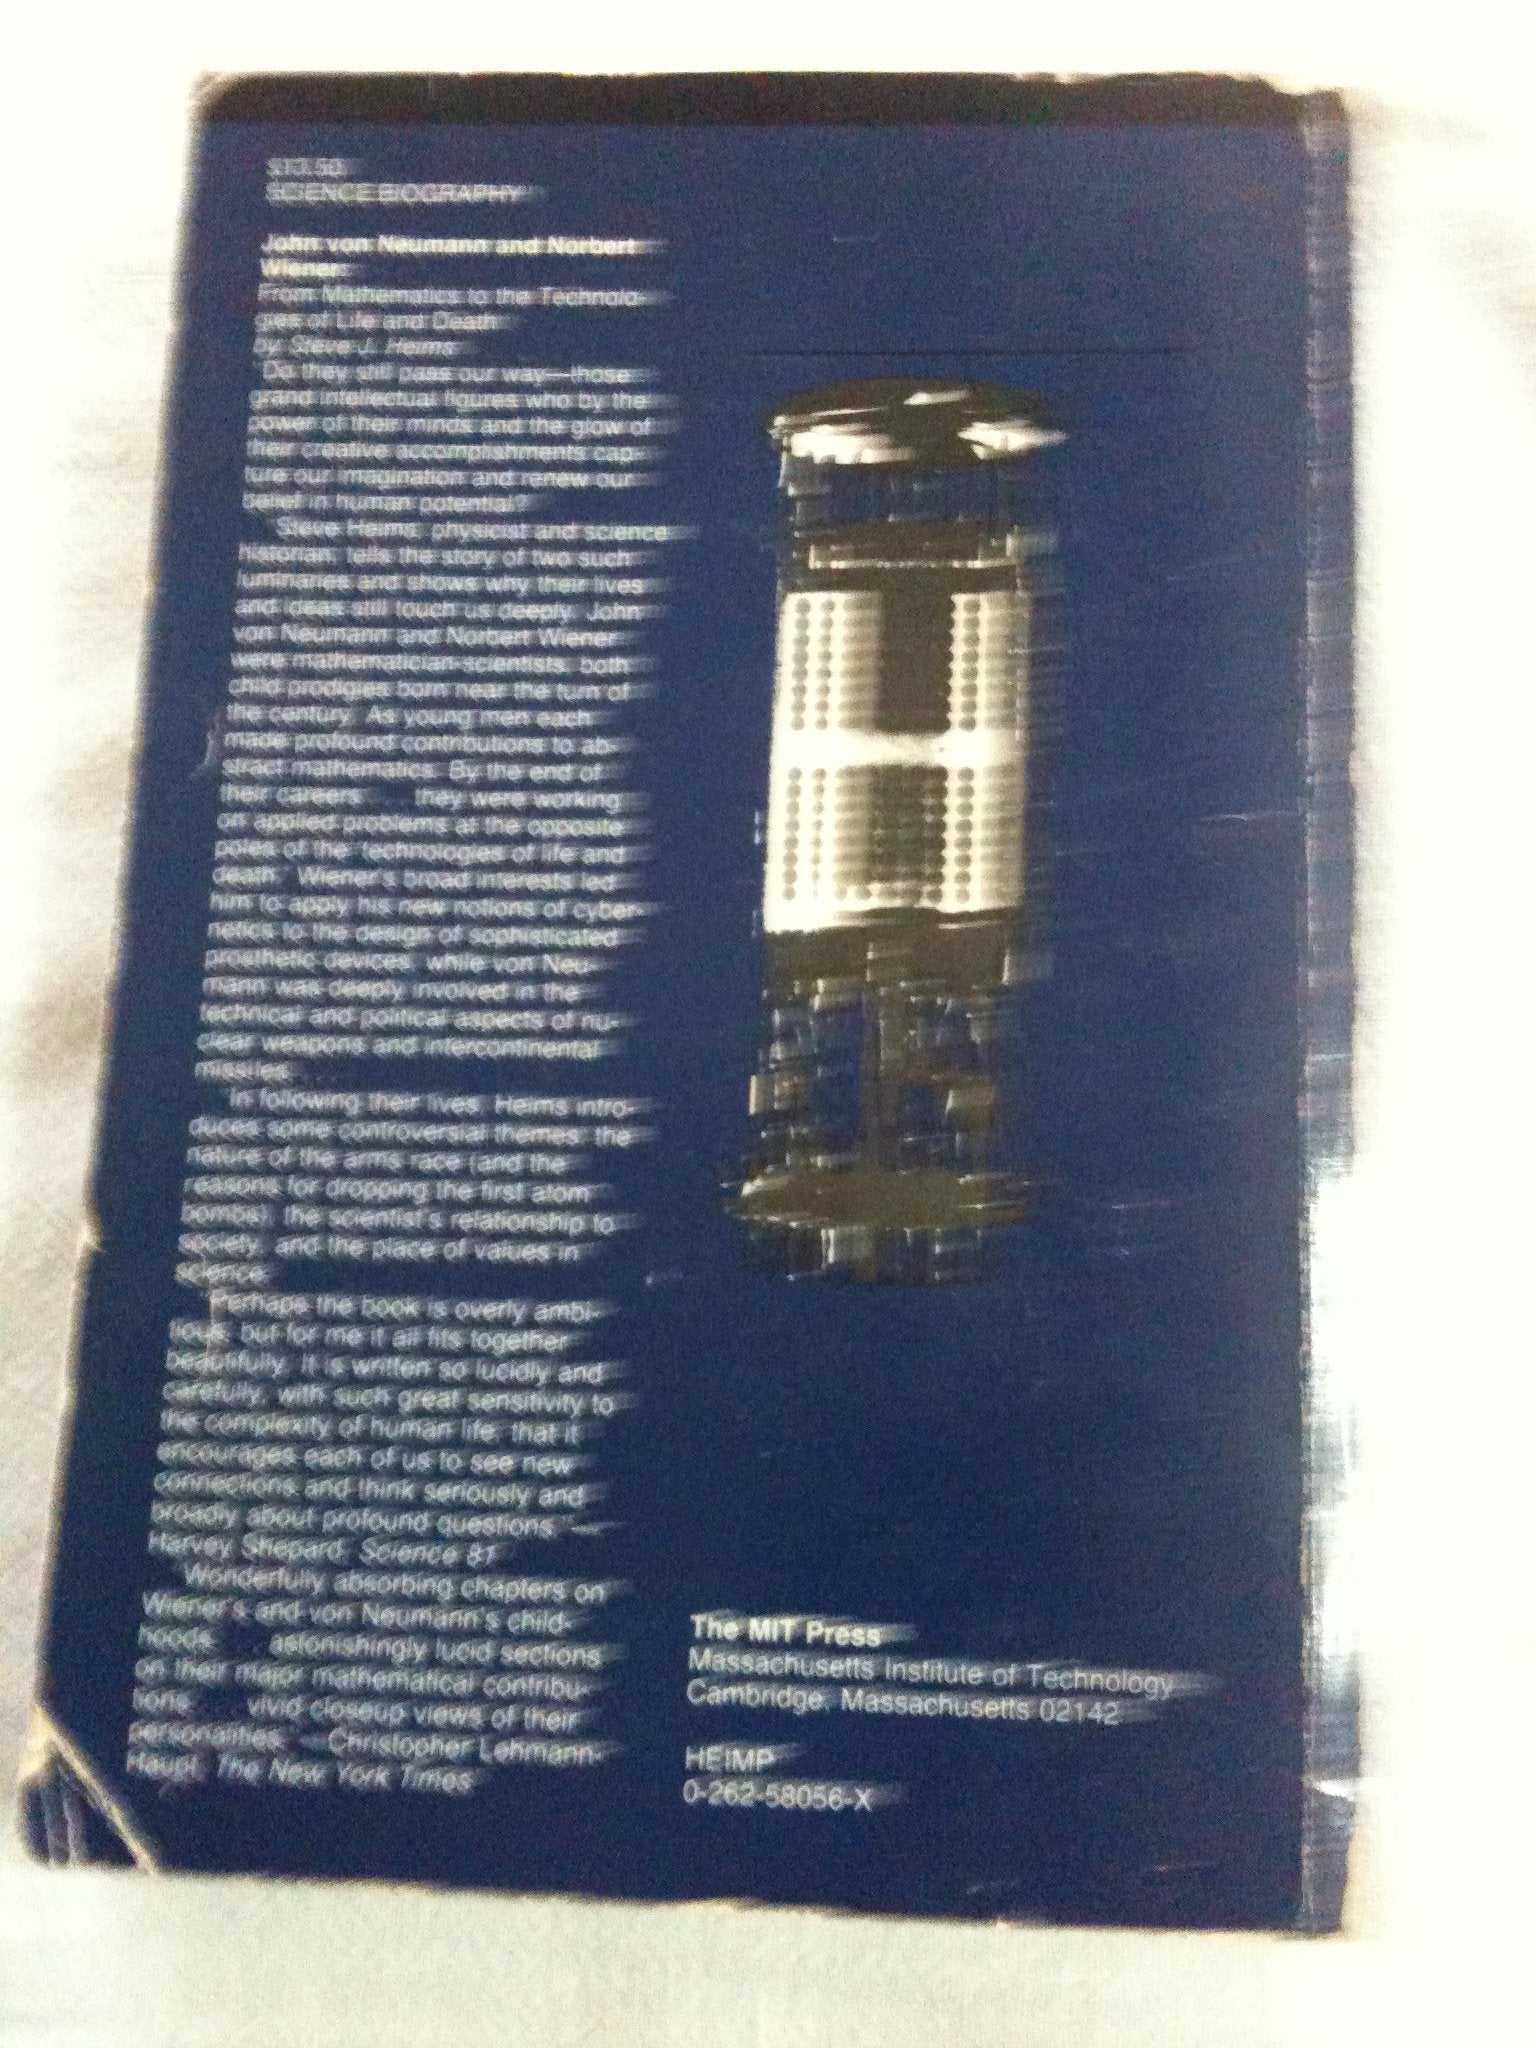 SCIENCE/BIOGRAPHY
John von Neumann and Norbert
Wiener:
From Mathematics to the Technolo-
gies of Life and Death
by Steve J. Heims
"Do they still pass our way—those
grand intellectual figures who by the
power of their minds and the glow of
their creative accomplishments cap-
ture our imagination and renew our
belief in human potential?
"Steve Heims, physicist and science
historian, tells the story of two such
luminaries and shows why their lives
and ideas still touch us deeply. John
von Neumann and Norbert Wiener
were mathematician-scientists, both
child prodigies born near the turn of
the century. As young men each
made profound contributions to ab-
stract mathematics. By the end of
their careers . . . they were working
on applied problems at the opposite
poles of the 'technologies of life and
death.' Wiener's broad interests led
him to apply his new notions of cyber-
netics to the design of sophisticated
prosthetic devices, while von Neu-
mann was deeply involved in the
technical and political aspects of nu-
clear weapons and intercontinental
missiles. . . .
"In following their lives, Heims intro-
duces some controversial themes: the
nature of the arms race (and the
reasons for dropping the first atom
bombs), the scientist's relationship to
society, and the place of values in
science.
"Perhaps the book is overly ambi-
tious, but for me it all fits together
beautifully. It is written so lucidly and
carefully, with such great sensitivity to
the complexity of human life, that it
encourages each of us to see new
connections and think seriously and
broadly about profound questions."—
Harvey Shepard, Science 81
"Wonderfully absorbing chapters on
Wiener's and von Neumann's child-
hoods . . . astonishingly lucid sections
on their major mathematical contribu-
tions . . . vivid closeup views of their
personalities."—Christopher Lehmann-
Haupt, The New York Times
The MIT Press
Massachusetts Institute of Technology
Cambridge, Massachusetts 02142
HEIMP
0-262-58056-X